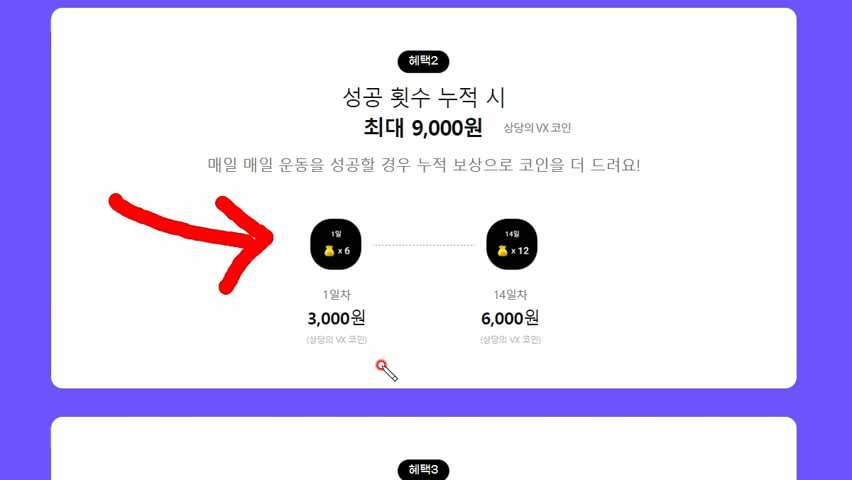 혜택2
성공 횟수 누적 시
최대 9,000원 상당의 VX 코인
매일 매일 운동을 성공할 경우 누적 보상으로 코인을 더 드려요!
1일
x 6
14일
x 12
1일차
3,000원
(상당의 VX 코인)
14일차
6,000원
(상당의 VX 코인)
혜택3